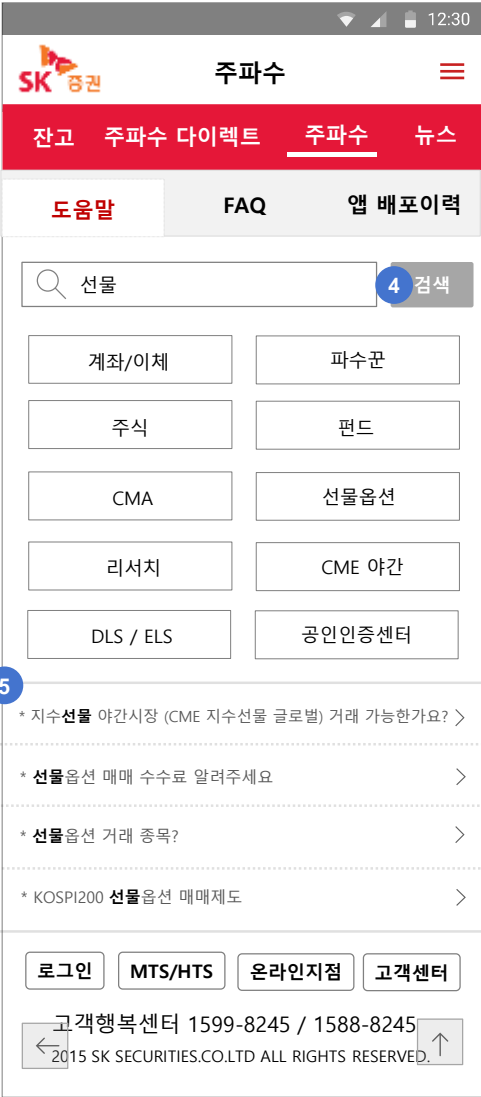 12:30
SK증권 주파수
잔고 주파수 다이렉트 주파수 뉴스
도움말 FAQ 앱 배포이력
선물 4 검색
계좌/이체 파수꾼
주식 펀드
CMA 선물옵션
리서치 CME 야간
DLS / ELS 공인인증센터
5
* 지수선물 야간시장 (CME 지수선물 글로벌) 거래 가능한가요?
* 선물옵션 매매 수수료 알려주세요
* 선물옵션 거래 종목?
* KOSPI200 선물옵션 매매제도
로그인 MTS/HTS 온라인지점 고객센터
고객행복센터 1599-8245 / 1588-8245
2015 SK SECURITIES.CO.LTD ALL RIGHTS RESERVED.